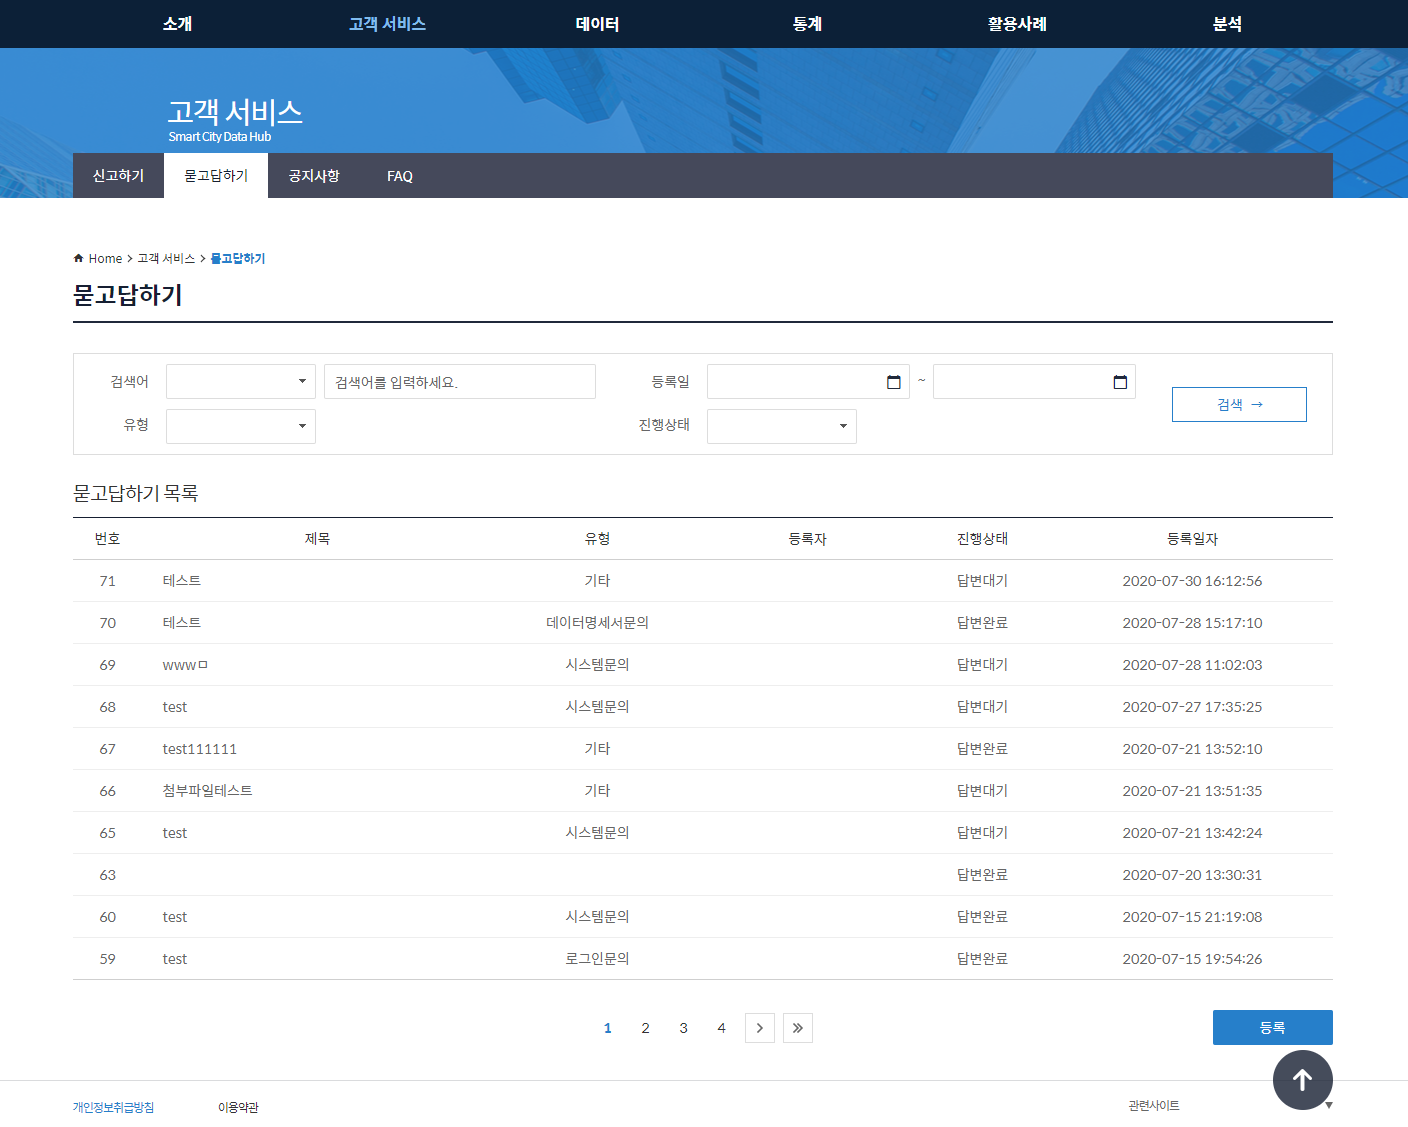 소개 고객 서비스 데이터 통계 활용사례 분석
고객 서비스
Smart City Data Hub
신고하기 묻고답하기 공지사항 FAQ
Home > 고객 서비스 > 묻고답하기
묻고답하기
검색어 검색어를 입력하세요. 등록일 ~
검색 →
유형 진행상태
묻고답하기 목록
번호 제목 유형 등록자 진행상태 등록일자
71 테스트 기타 답변대기 2020-07-30 16:12:56
70 테스트 데이터명세서문의 답변완료 2020-07-28 15:17:10
69 wwwㅁ 시스템문의 답변대기 2020-07-28 11:02:03
68 test 시스템문의 답변대기 2020-07-27 17:35:25
67 test111111 기타 답변완료 2020-07-21 13:52:10
66 첨부파일테스트 기타 답변대기 2020-07-21 13:51:35
65 test 시스템문의 답변대기 2020-07-21 13:42:24
63 답변완료 2020-07-20 13:30:31
60 test 시스템문의 답변완료 2020-07-15 21:19:08
59 test 로그인문의 답변완료 2020-07-15 19:54:26
1 2 3 4 > » 등록
개인정보취급방침 이용약관 관련사이트 ▼